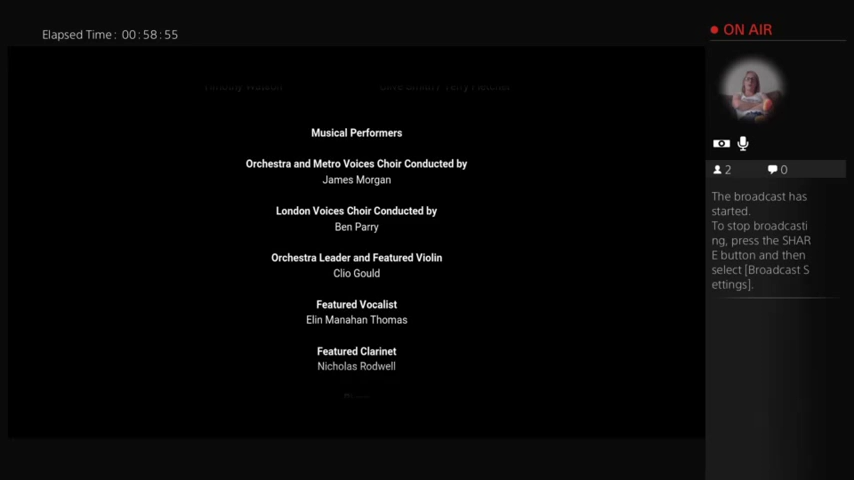 Elapsed Time: 00:58:55
ON AIR
2
0
The broadcast has
started.
To stop broadcasti
ng, press the SHAR
E button and then
select [Broadcast S
ettings].
Musical Performers
Orchestra and Metro Voices Choir Conducted by
James Morgan
London Voices Choir Conducted by
Ben Parry
Orchestra Leader and Featured Violin
Clio Gould
Featured Vocalist
Elin Manahan Thomas
Featured Clarinet
Nicholas Rodwell